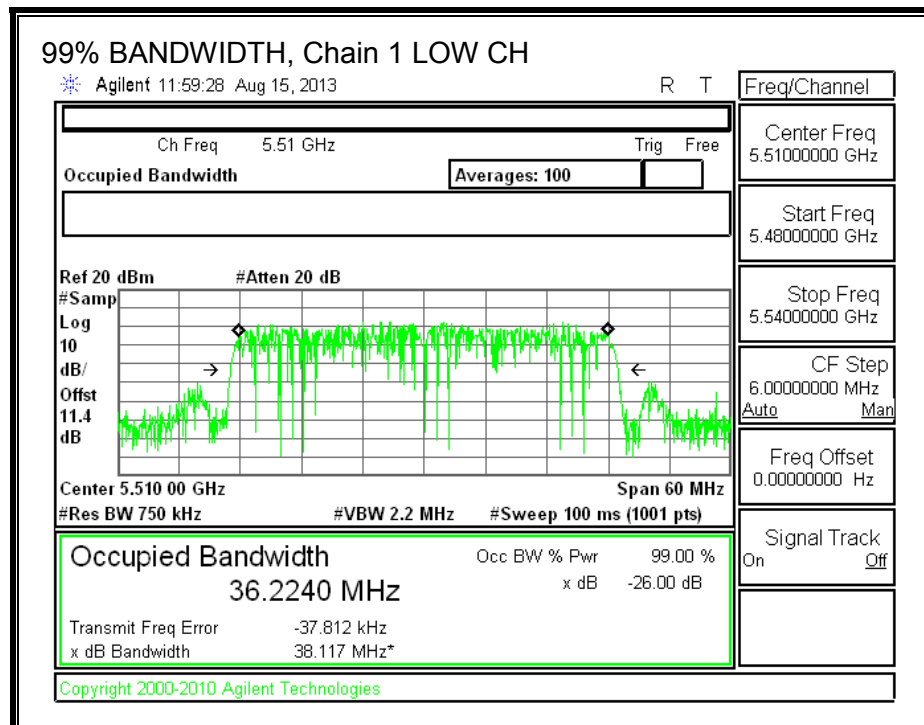 99% BANDWIDTH, Chain 1 LOW CH
Agilent 11:59:28 Aug 15, 2013 R T
Freq/Channel
Ch Freq 5.51 GHz Trig Free
Occupied Bandwidth Averages: 100
Center Freq
5.51000000 GHz
Start Freq
5.48000000 GHz
Stop Freq
5.54000000 GHz
CF Step
6.00000000 MHz
Auto Man
Freq Offset
0.00000000 Hz
Signal Track
On Off
Ref 20 dBm #Atten 20 dB
#Samp
Log
10
dB/
Offst
11.4
dB
Center 5.510 00 GHz Span 60 MHz
#Res BW 750 kHz #VBW 2.2 MHz #Sweep 100 ms (1001 pts)
Occupied Bandwidth Occ BW % Pwr 99.00 %
36.2240 MHz x dB -26.00 dB
Transmit Freq Error -37.812 kHz
x dB Bandwidth 38.117 MHz*
Copyright 2000-2010 Agilent Technologies